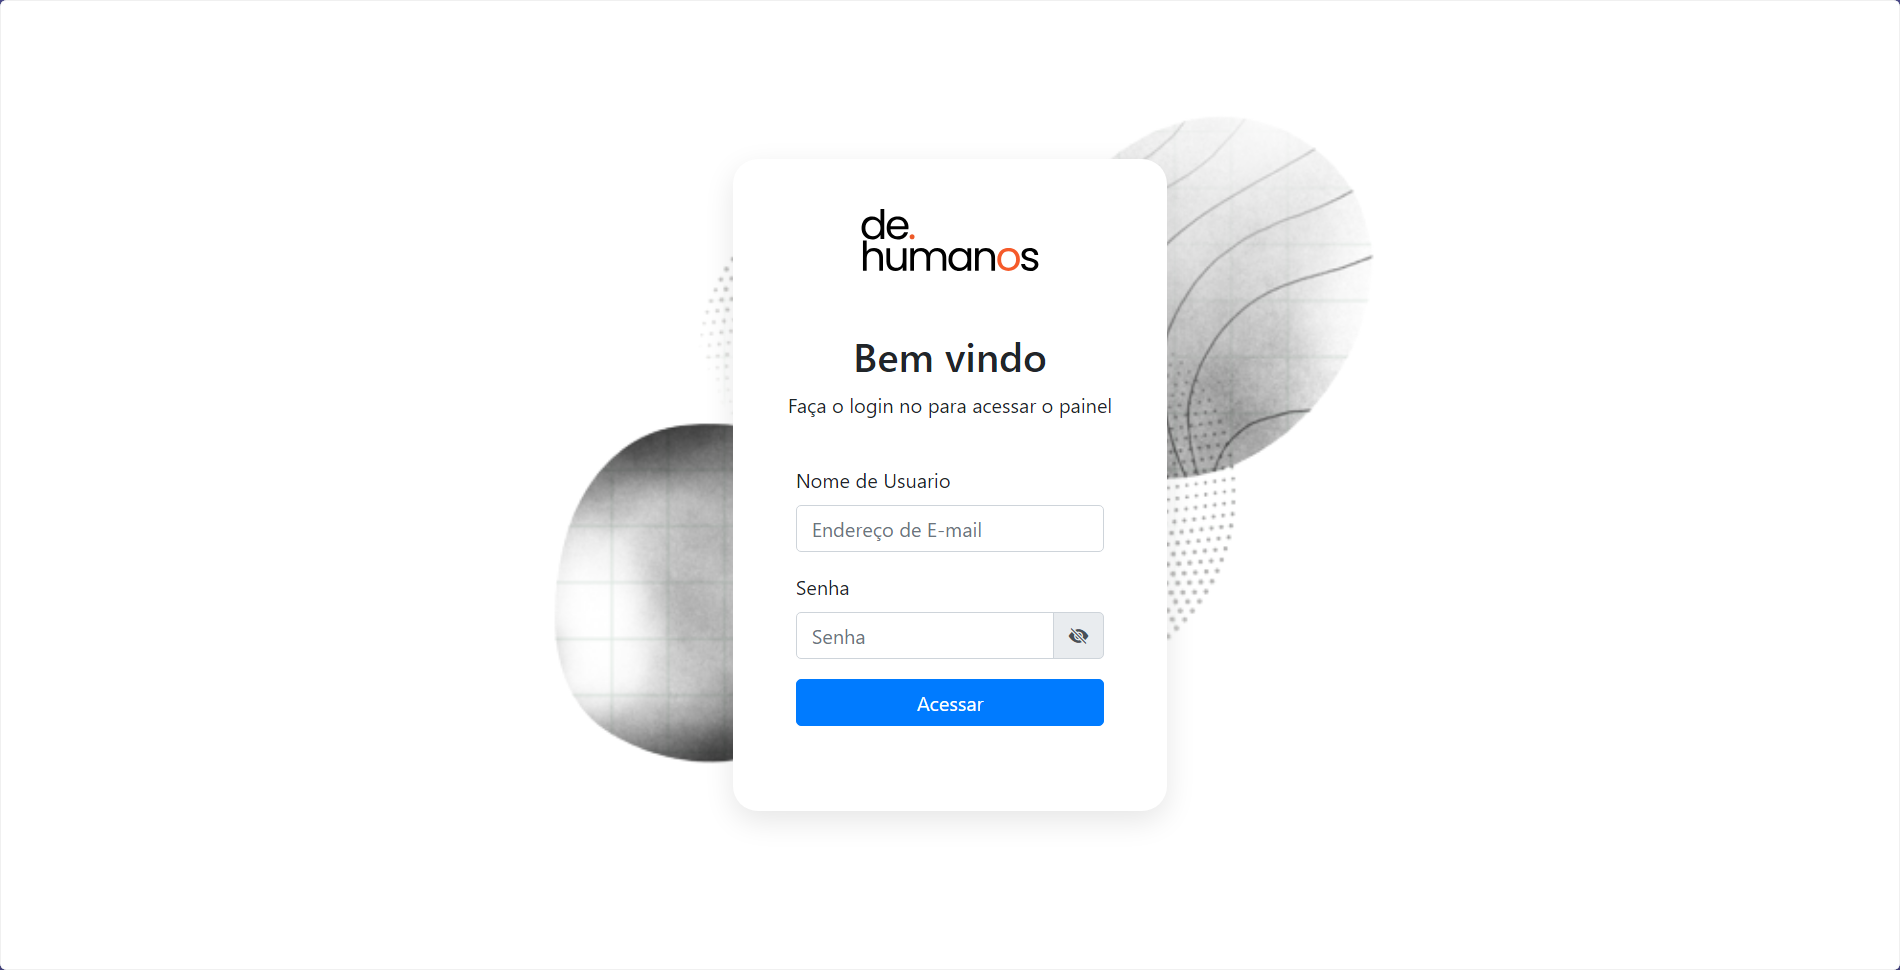 de.
humanos
Bem vindo
Faça o login no para acessar o painel
Nome de Usuario
Endereço de E-mail
Senha
Senha
Acessar